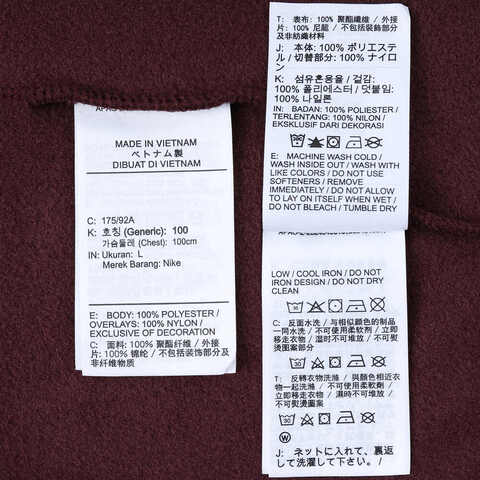 MADE IN VIETNAM
ベトナム製
DIBUAT DI VIETNAM
C: 175/92A
K: 호칭 (Generic): 100
가슴둘레 (Chest): 100cm
IN: Ukuran: L
Merek Barang: Nike
E: BODY: 100% POLYESTER /
OVERLAYS: 100% NYLON /
EXCLUSIVE OF DECORATION
C: 面料: 100% 聚酯纤维 / 外接
片: 100% 锦纶 / 不包括装饰部分及
非纤维物质
T: 表布: 100% 聚酯纖維 / 外接
片: 100% 尼龍 / 不包括裝飾部分
及非紡織材料
J: 本体: 100% ポリエステ
ル / 切替部分: 100% ナイロ
ン
K: 섬유혼용율 / 겉감:
100% 폴리에스터 / 덧붙임:
100% 나일론
IN: BADAN: 100% POLIESTER /
TERLENTANG: 100% NILON /
EKSKLUSIF DARI DEKORASI
E: MACHINE WASH COLD /
WASH INSIDE OUT / WASH WITH
LIKE COLORS / DO NOT USE
SOFTENERS / REMOVE
IMMEDIATELY / DO NOT ALLOW
TO LAY ON ITSELF WHEN WET /
DO NOT BLEACH / TUMBLE DRY
LOW / COOL IRON / DO NOT
IRON DESIGN / DO NOT DRY
CLEAN
C: 反面水洗 / 与相似颜色的制品
一同水洗 / 不可使用柔软剂 / 立即
移走衣物 / 湿时不可堆放 / 不可
熨烫图案部分
30
T: 反轉衣物洗滌 / 與顏色相近衣
物一起洗滌 / 不可使用柔軟劑 /
立即移走衣物 / 濕時不可堆放 /
不可熨燙圖案
30
W
J: ネットに入れて、裏返
して洗濯して下さい。